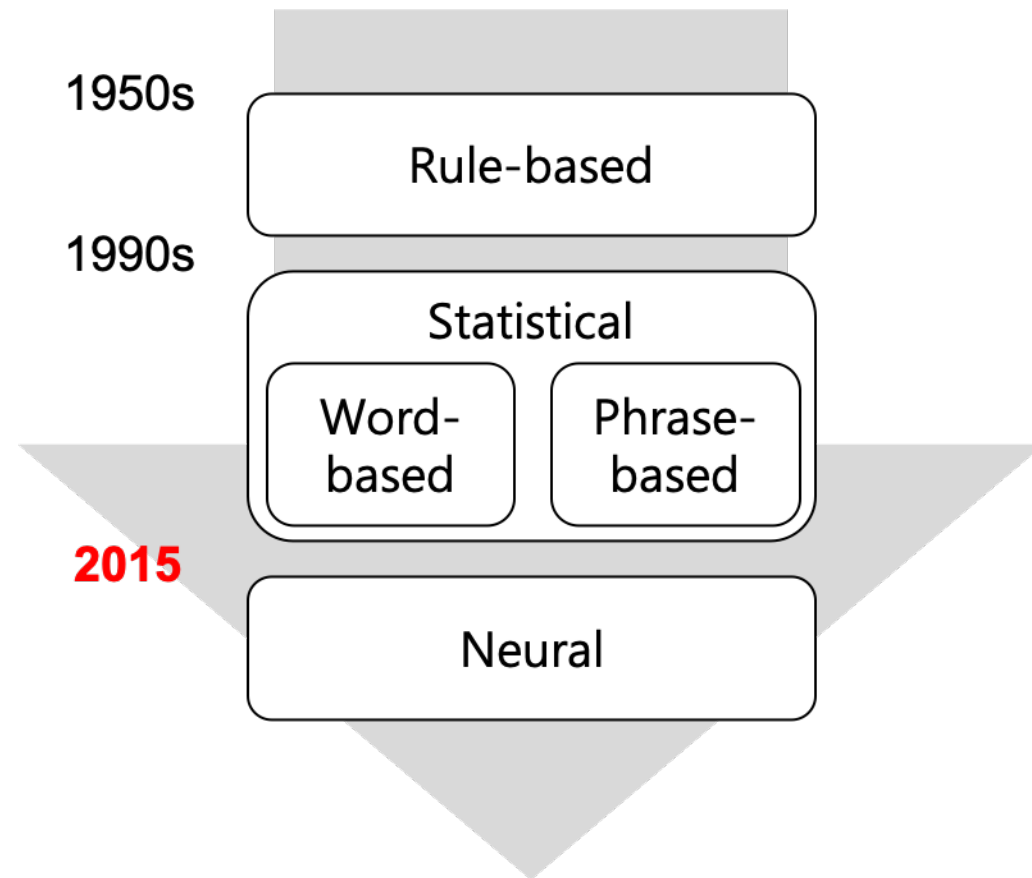 1950s
Rule-based
1990s
Statistical
Word-
based
Phrase-
based
2015
Neural